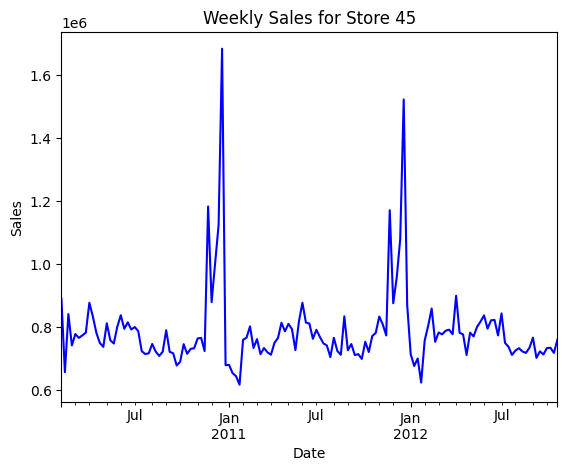 Weekly Sales for Store 45
1e6
1.6
1.4
1.2
1.0
0.8
0.6
Sales
Jul
Jan
2011
Jul
Jan
2012
Jul
Date